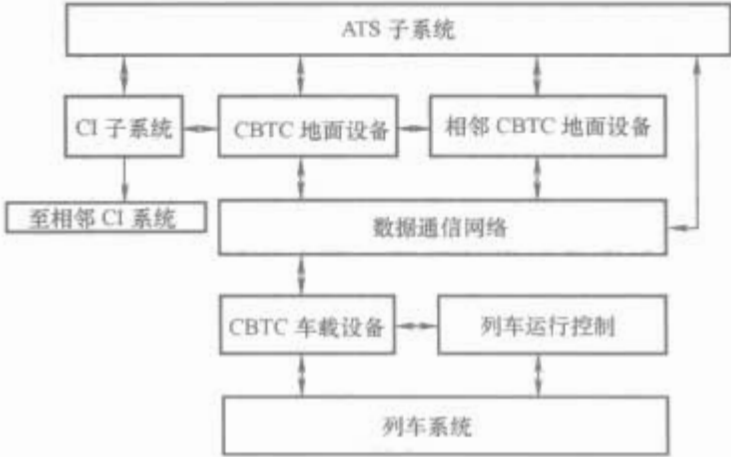 ATS 子系统
CI 子系统
CBTC 地面设备
相邻 CBTC 地面设备
至相邻 CI 系统
数据通信网络
CBTC 车载设备
列车运行控制
列车系统